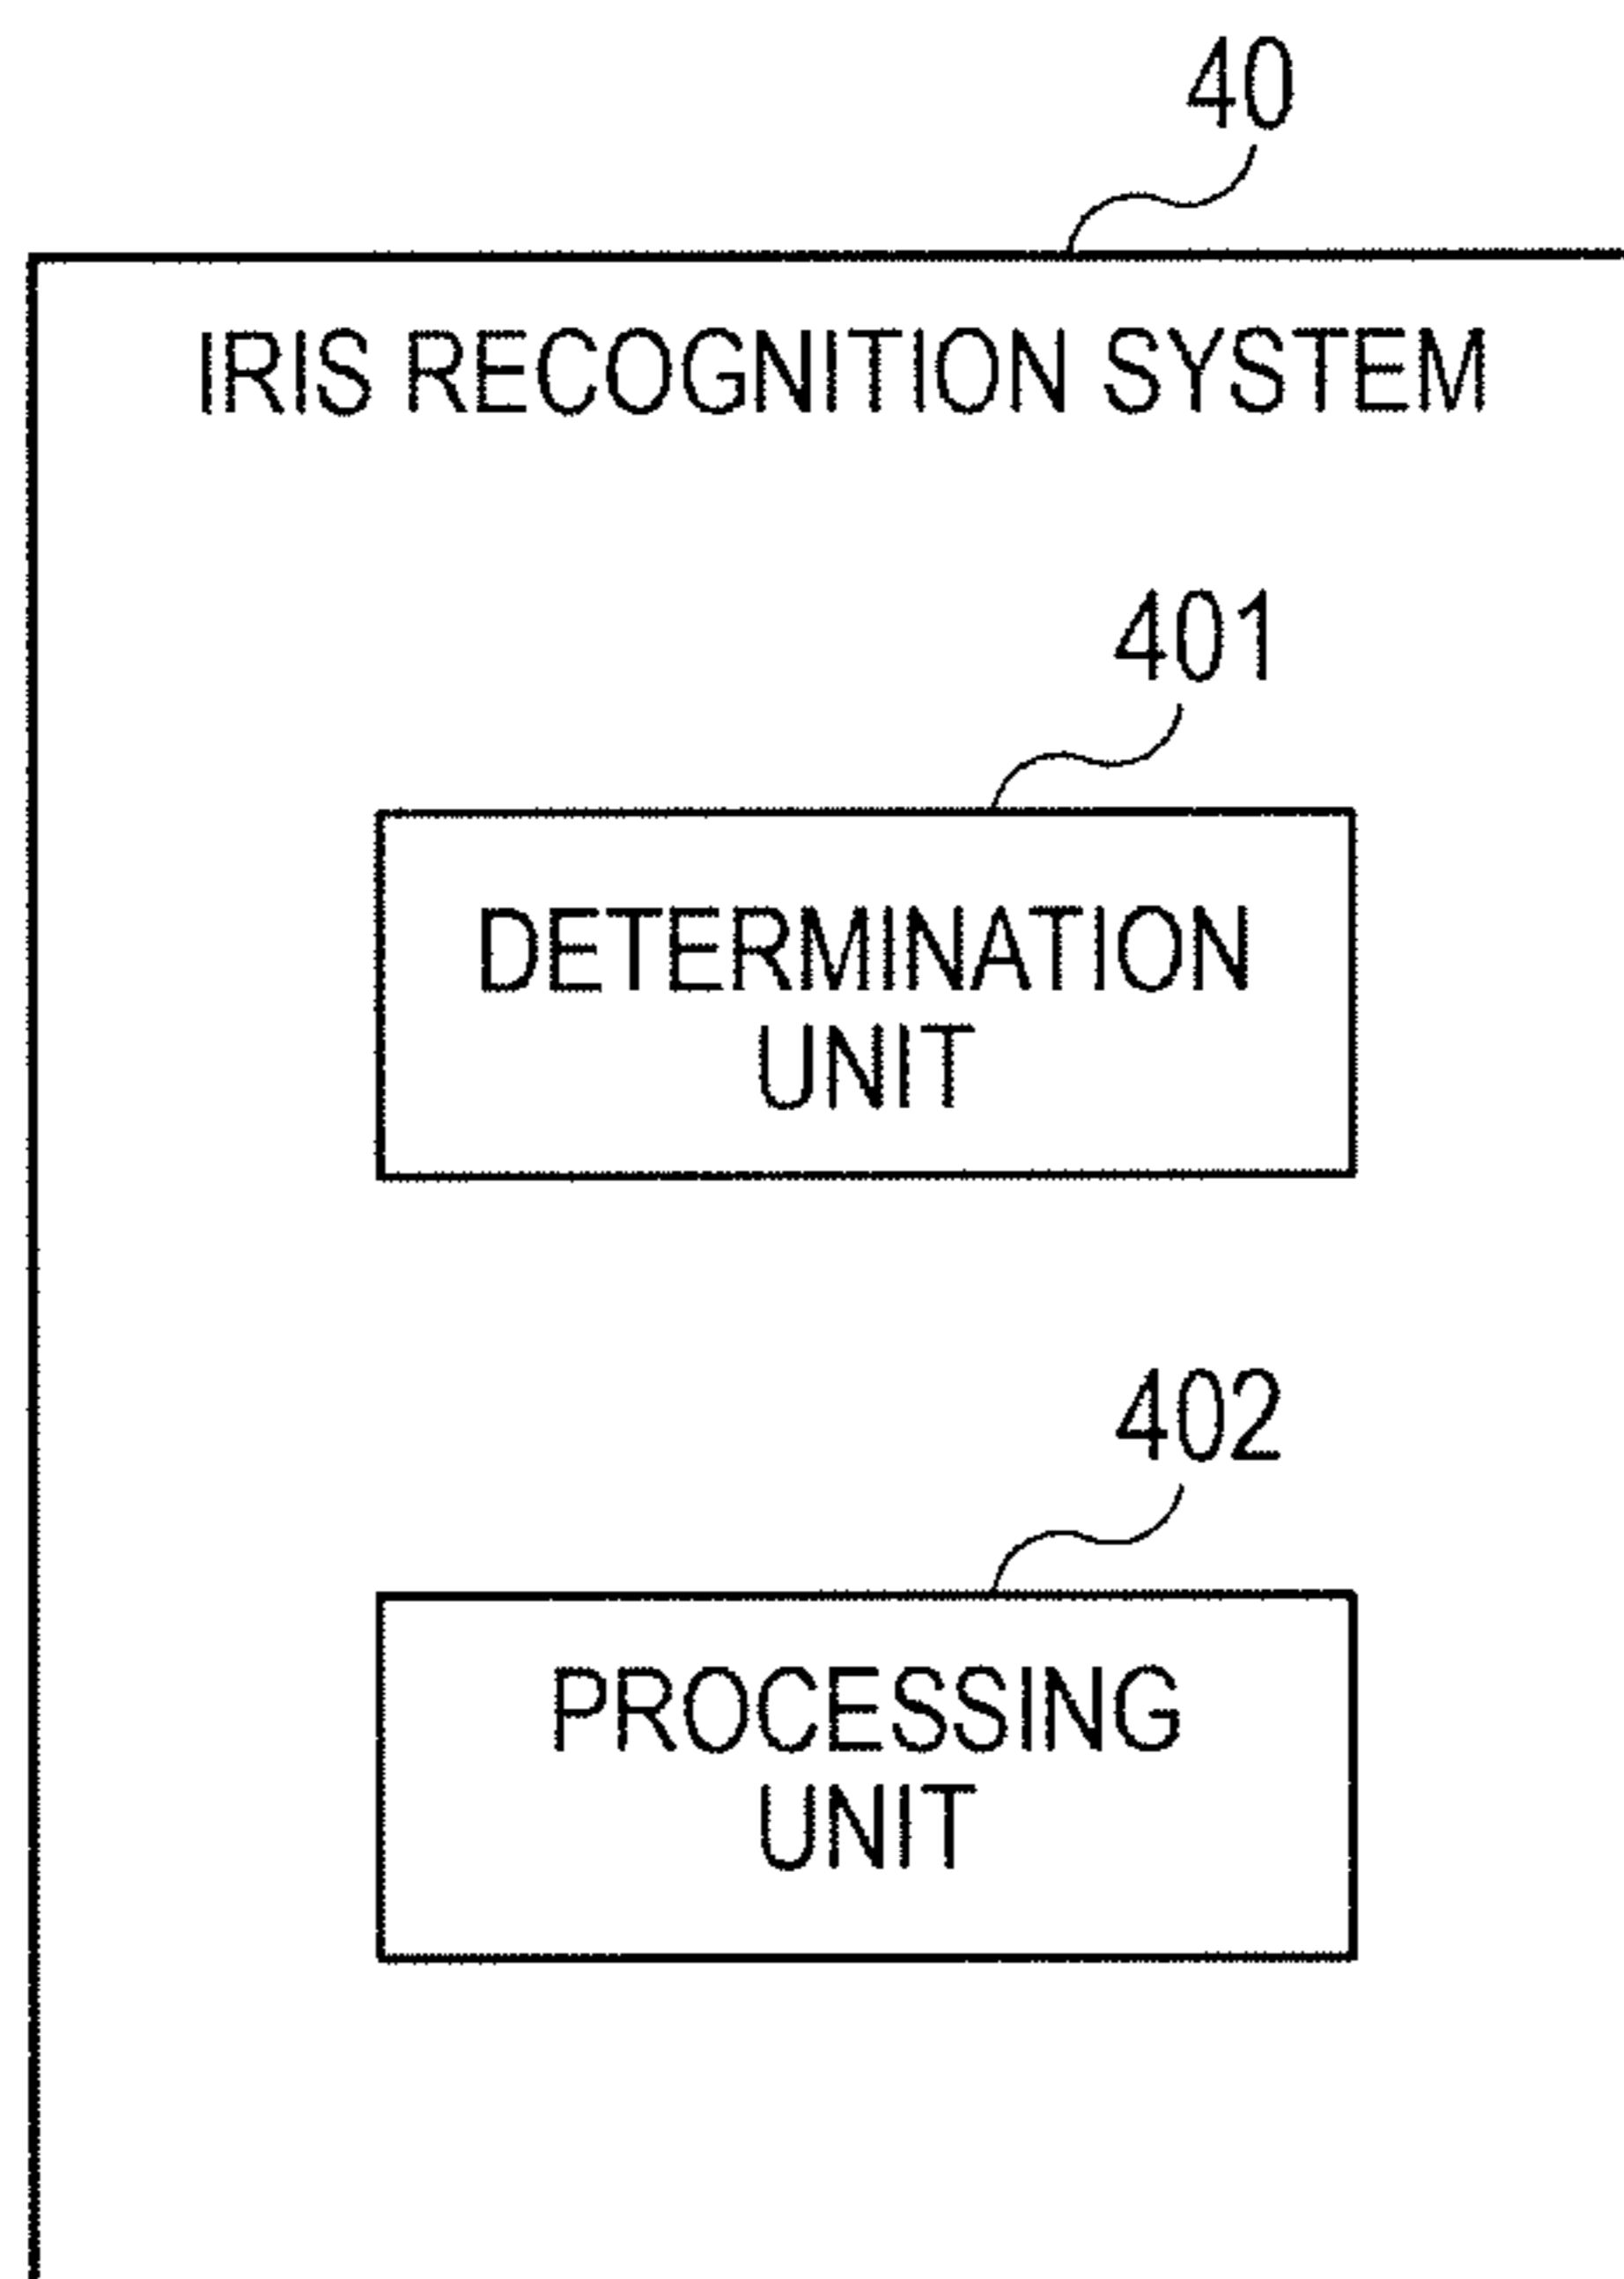 40
IRIS RECOGNITION SYSTEM
401
DETERMINATION
UNIT
402
PROCESSING
UNIT